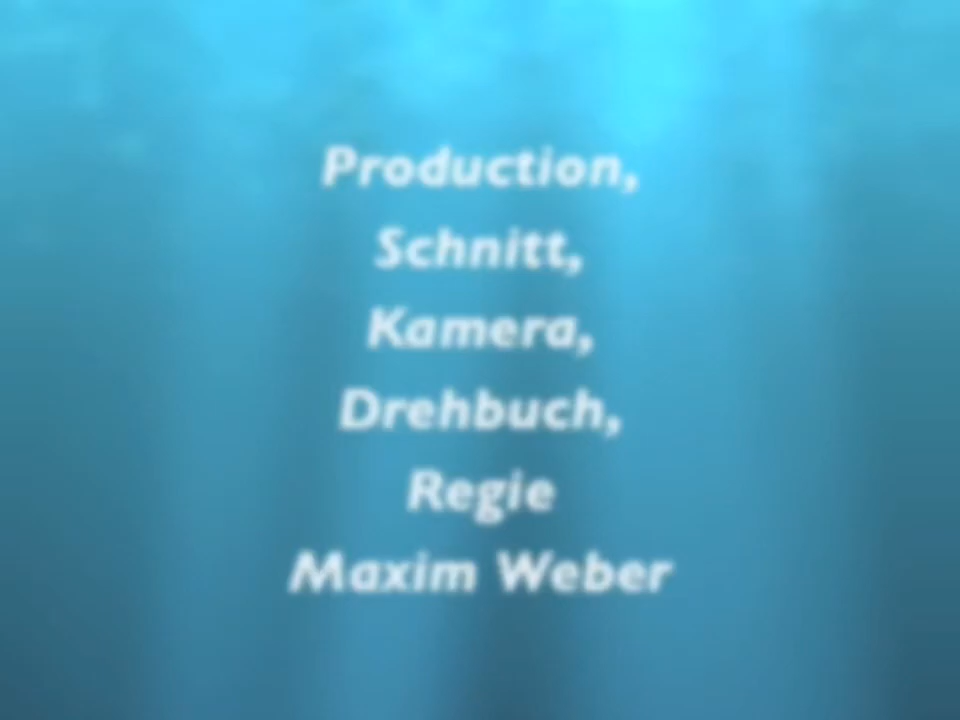 Production,
Schnitt,
Kamera,
Drehbuch,
Regie
Maxim Weber